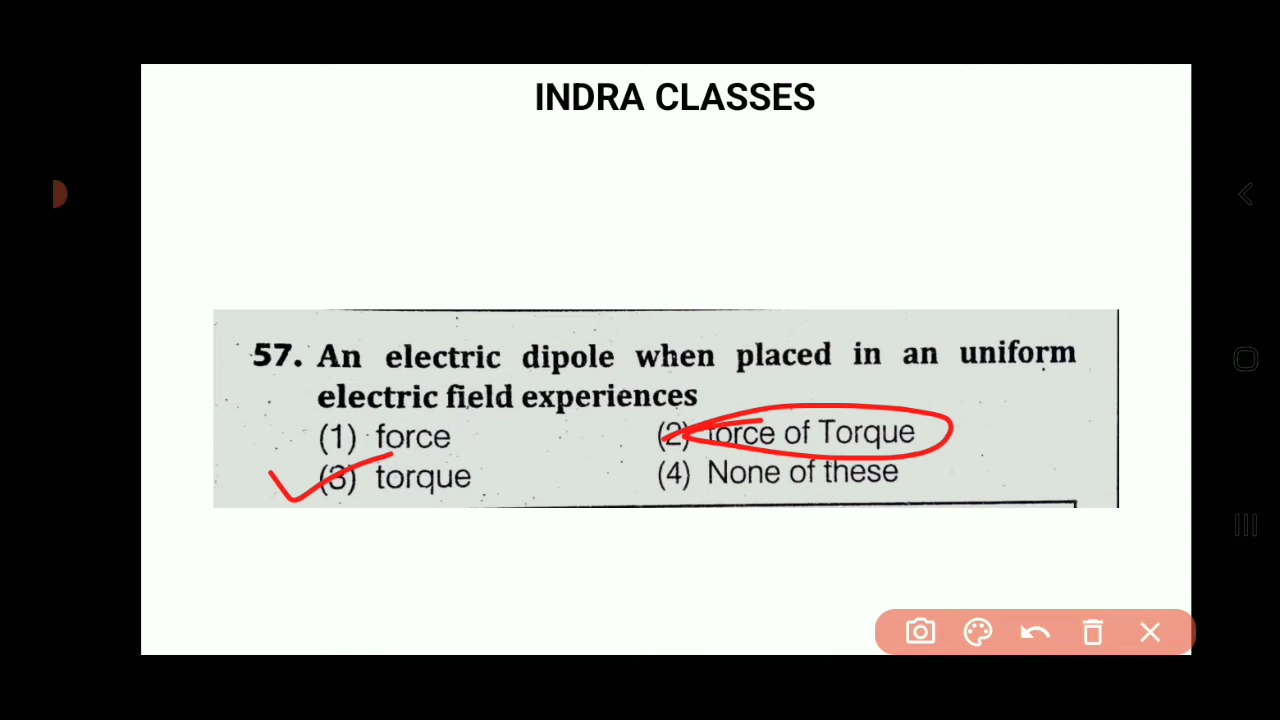 INDRA CLASSES
57. An electric dipole when placed in an uniform
electric field experiences
(1) force (2) force of Torque
(3) torque (4) None of these